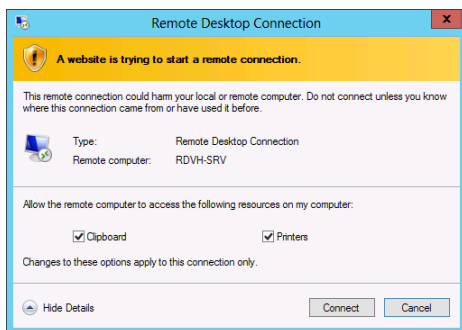 Remote Desktop Connection
x
A website is trying to start a remote connection.
This remote connection could harm your local or remote computer. Do not connect unless you know
where this connection came from or have used it before.
Type: Remote Desktop Connection
Remote computer: RDVH-SRV
Allow the remote computer to access the following resources on my computer:
Clipboard Printers
Changes to these options apply to this connection only.
Hide Details Connect Cancel